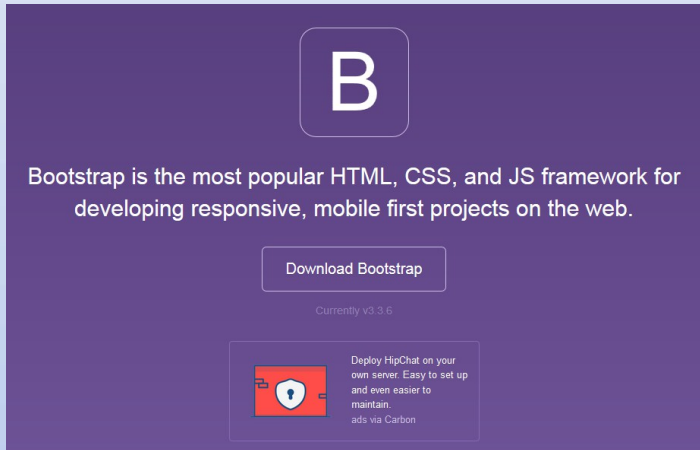 B
Bootstrap is the most popular HTML, CSS, and JS framework for
developing responsive, mobile first projects on the web.
Download Bootstrap
Currently v3.3.6
Deploy HipChat on your
own server. Easy to set up
and even easier to
maintain.
ads via Carbon